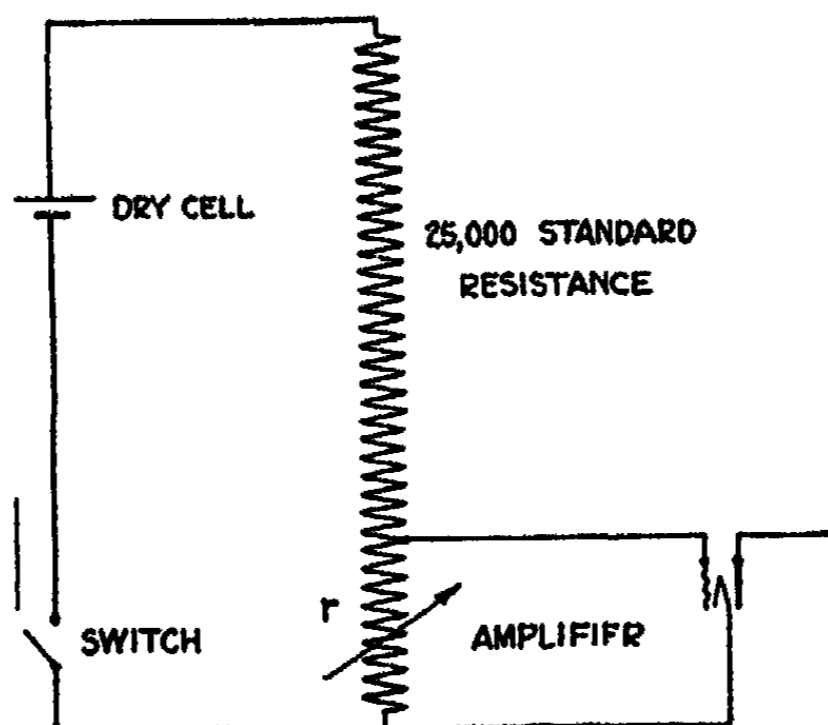 DRY CELL
25,000 STANDARD
RESISTANCE
r
SWITCH
AMPLIFIFR